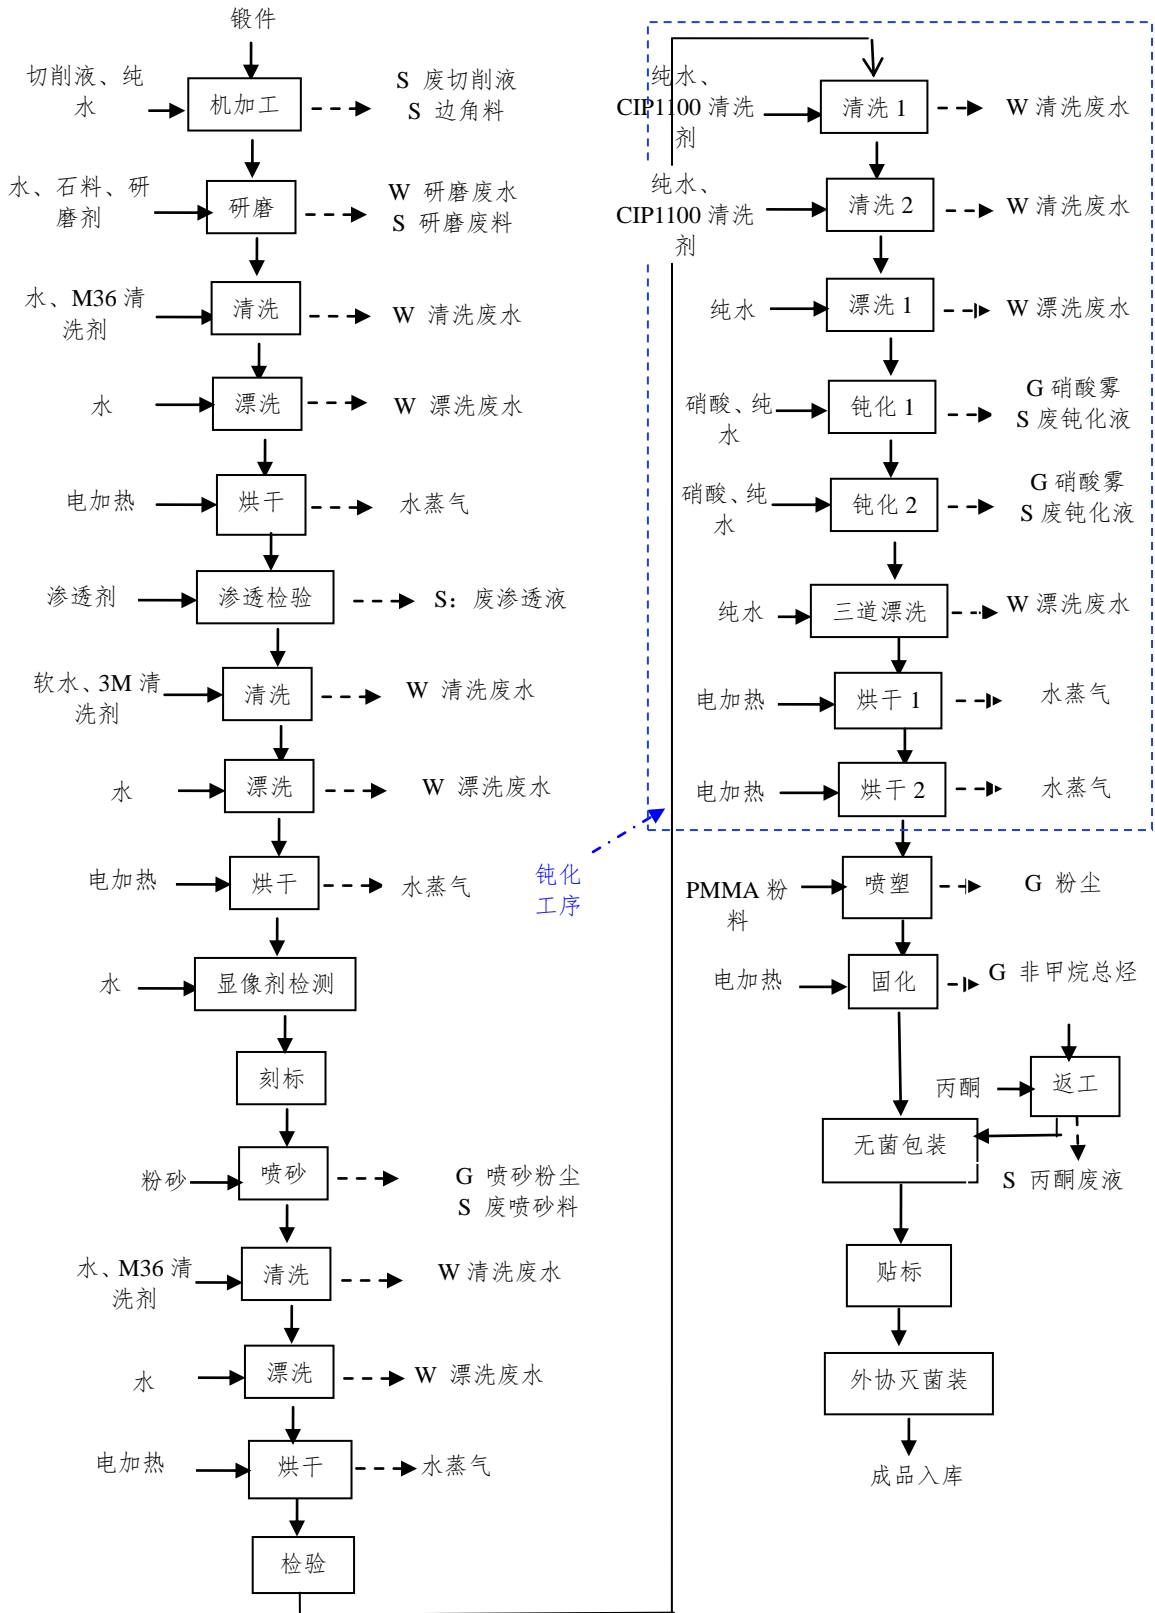 锻件
切削液、纯
水
机加工
S 废切削液
S 边角料
水、石料、研
磨剂
研磨
W 研磨废水
S 研磨废料
水、M36 清
洗剂
清洗
W 清洗废水
水
漂洗
W 漂洗废水
电加热
烘干
水蒸气
渗透剂
渗透检验
S：废渗透液
软水、3M 清
洗剂
清洗
W 清洗废水
水
漂洗
W 漂洗废水
电加热
烘干
水蒸气
水
显像剂检测
刻标
粉砂
喷砂
G 喷砂粉尘
S 废喷砂料
水、M36 清
洗剂
清洗
W 清洗废水
水
漂洗
W 漂洗废水
电加热
烘干
水蒸气
检验
钝化
工序
纯水、
CIP1100 清洗
剂
清洗 1
W 清洗废水
纯水、
CIP1100 清洗
剂
清洗 2
W 清洗废水
纯水
漂洗 1
W 漂洗废水
硝酸、纯
水
钝化 1
G 硝酸雾
S 废钝化液
硝酸、纯
水
钝化 2
G 硝酸雾
S 废钝化液
纯水
三道漂洗
W 漂洗废水
电加热
烘干 1
水蒸气
电加热
烘干 2
水蒸气
PMMA 粉
料
喷塑
G 粉尘
电加热
固化
G 非甲烷总烃
丙酮
返工
S 丙酮废液
无菌包装
贴标
外协灭菌装
成品入库